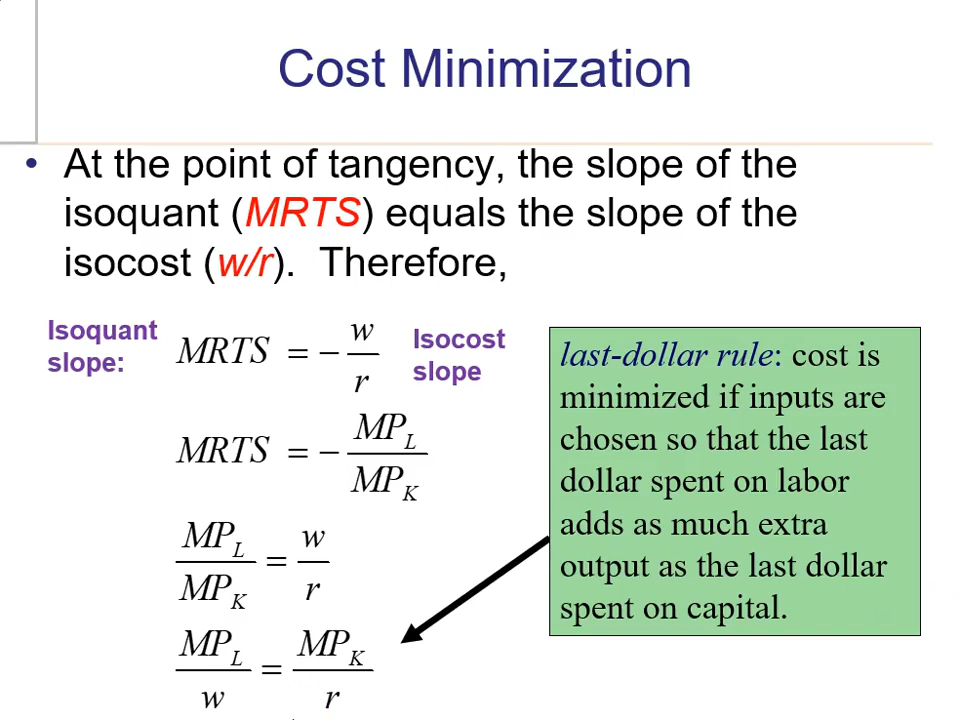 Cost Minimization
• At the point of tangency, the slope of the
isoquant (MRTS) equals the slope of the
isocost (w/r).  Therefore,
Isoquant
slope:
MRTS = − w/r
Isocost
slope
MRTS = − MP_L/MP_K
MP_L/MP_K = w/r
MP_L/w = MP_K/r
last-dollar rule: cost is
minimized if inputs are
chosen so that the last
dollar spent on labor
adds as much extra
output as the last dollar
spent on capital.